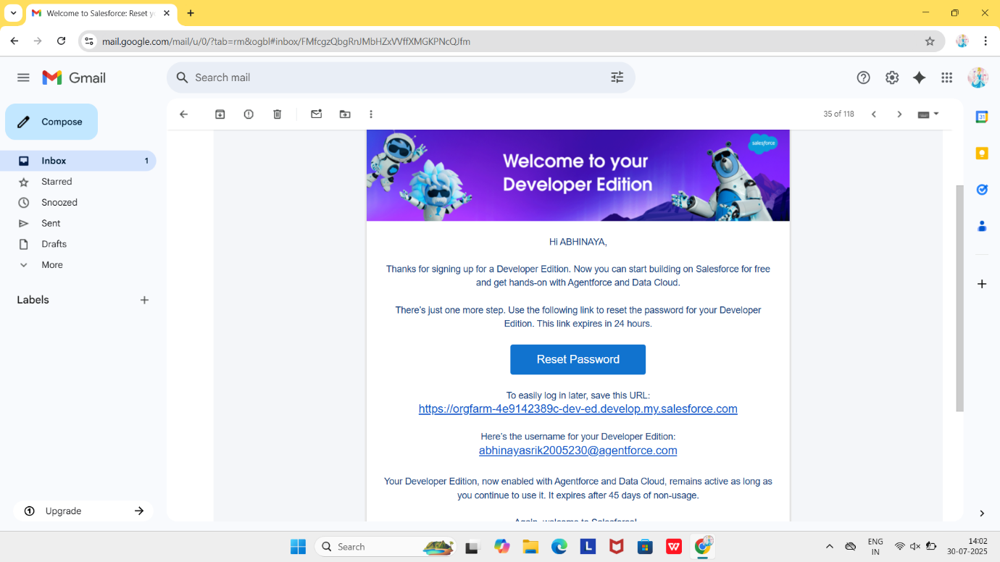 Welcome to Salesforce: Reset yo
mail.google.com/mail/u/0/?tab=rm&ogbl#inbox/FMfcgzQbgRnJMbHZxVVffXMGKPNcQJfm
Gmail
Search mail
Compose
35 of 118
31
Inbox 1
Starred
Snoozed
Sent
Drafts
More
Labels
Upgrade
salesforce
Welcome to your
Developer Edition
Hi ABHINAYA,
Thanks for signing up for a Developer Edition. Now you can start building on Salesforce for free
and get hands-on with Agentforce and Data Cloud.
There's just one more step. Use the following link to reset the password for your Developer
Edition. This link expires in 24 hours.
Reset Password
To easily log in later, save this URL:
https://orgfarm-4e9142389c-dev-ed.develop.my.salesforce.com
Here's the username for your Developer Edition:
abhinayasrik2005230@agentforce.com
Your Developer Edition, now enabled with Agentforce and Data Cloud, remains active as long as
you continue to use it. It expires after 45 days of non-usage.
Again, welcome to Salesforce!
Search
L
W
ENG
IN
14:02
30-07-2025